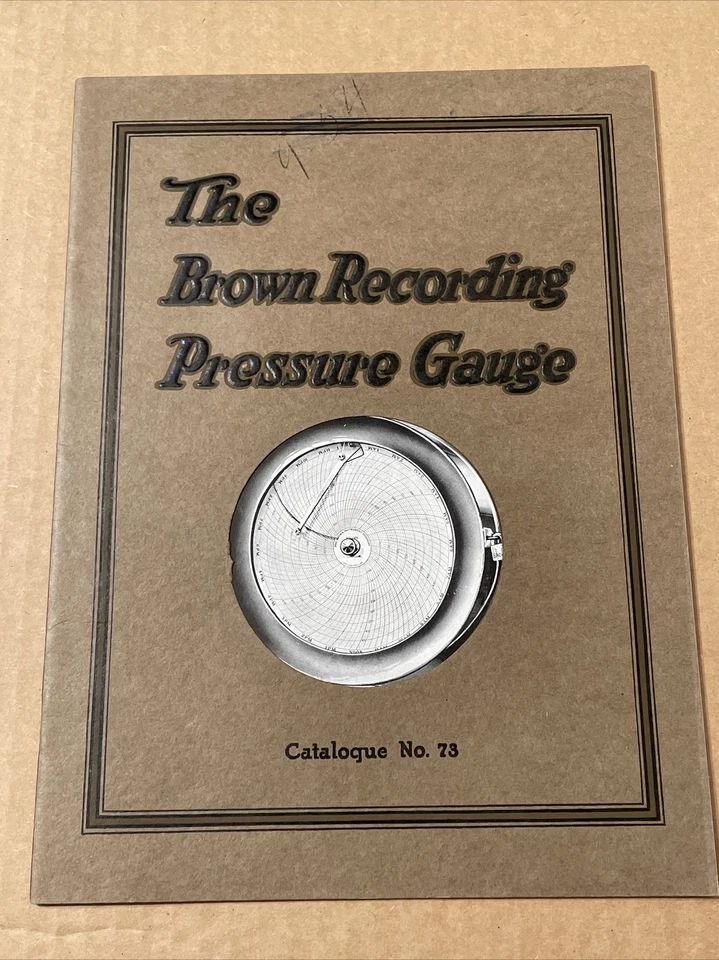 The
Brown Recording
Pressure Gauge
Catalogue No. 73